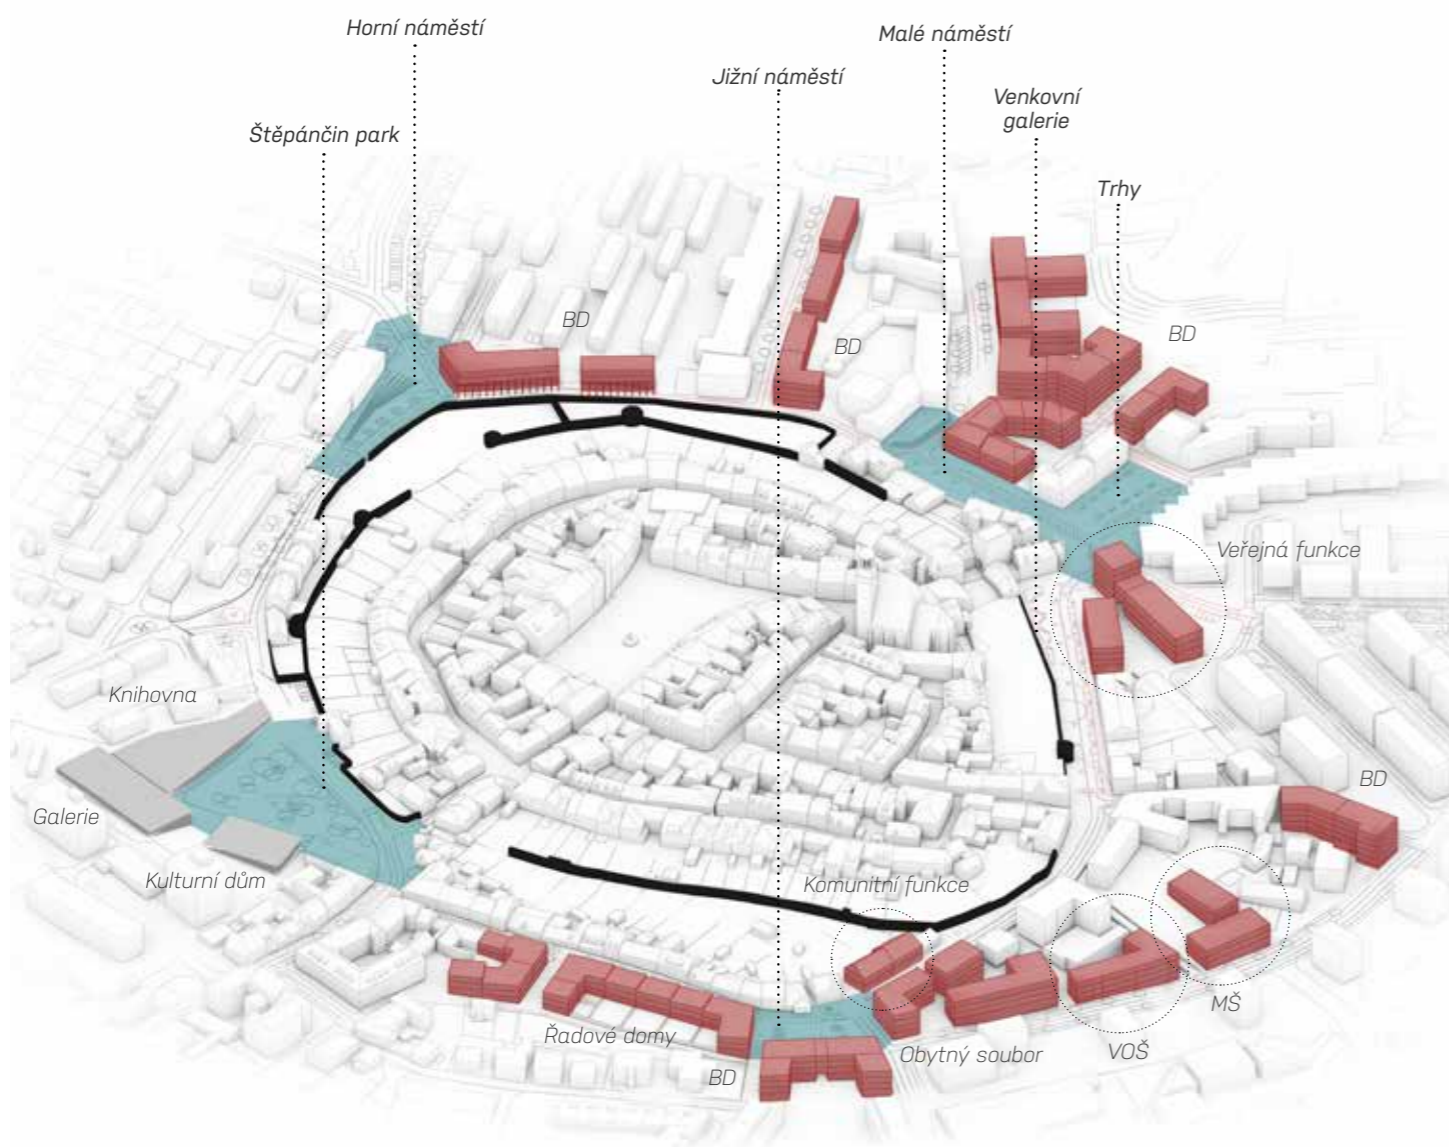 Horní náměstí
Malé náměstí
Jižní náměstí
Venkovní
galerie
Štěpánčin park
Trhy
BD
BD
BD
Veřejná funkce
Knihovna
BD
Galerie
Kulturní dům
Komunitní funkce
MŠ
Řadové domy
Obytný soubor
VOŠ
BD